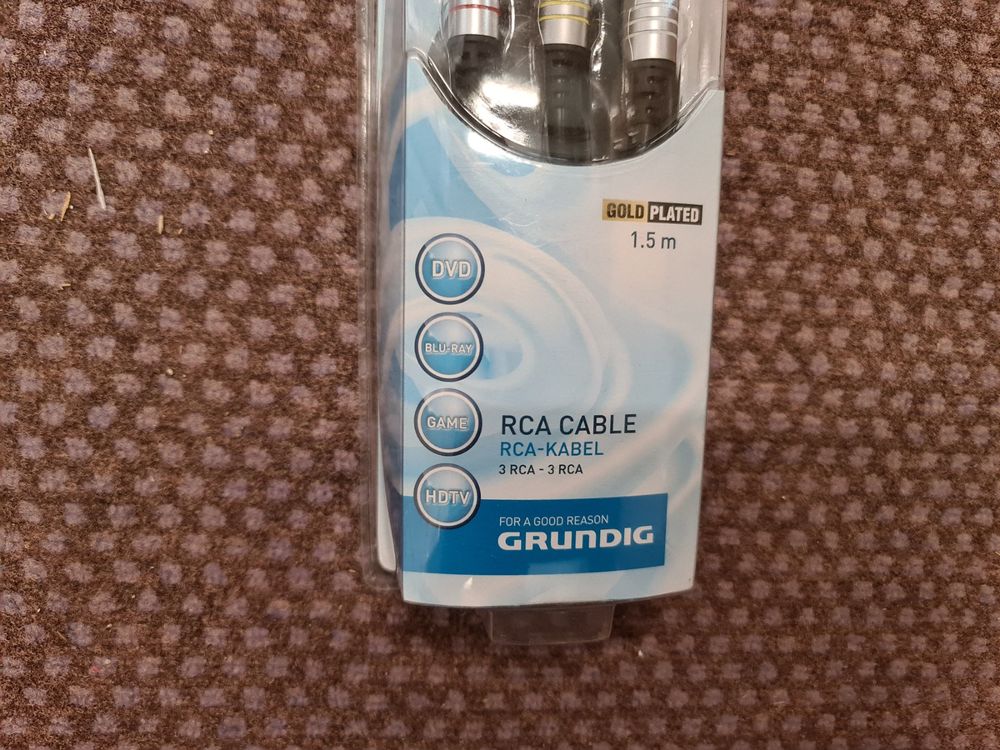 GOLD PLATED
1.5 m
DVD
BLU-RAY
GAME
HDTV
RCA CABLE
RCA-KABEL
3 RCA - 3 RCA
FOR A GOOD REASON
GRUNDIG